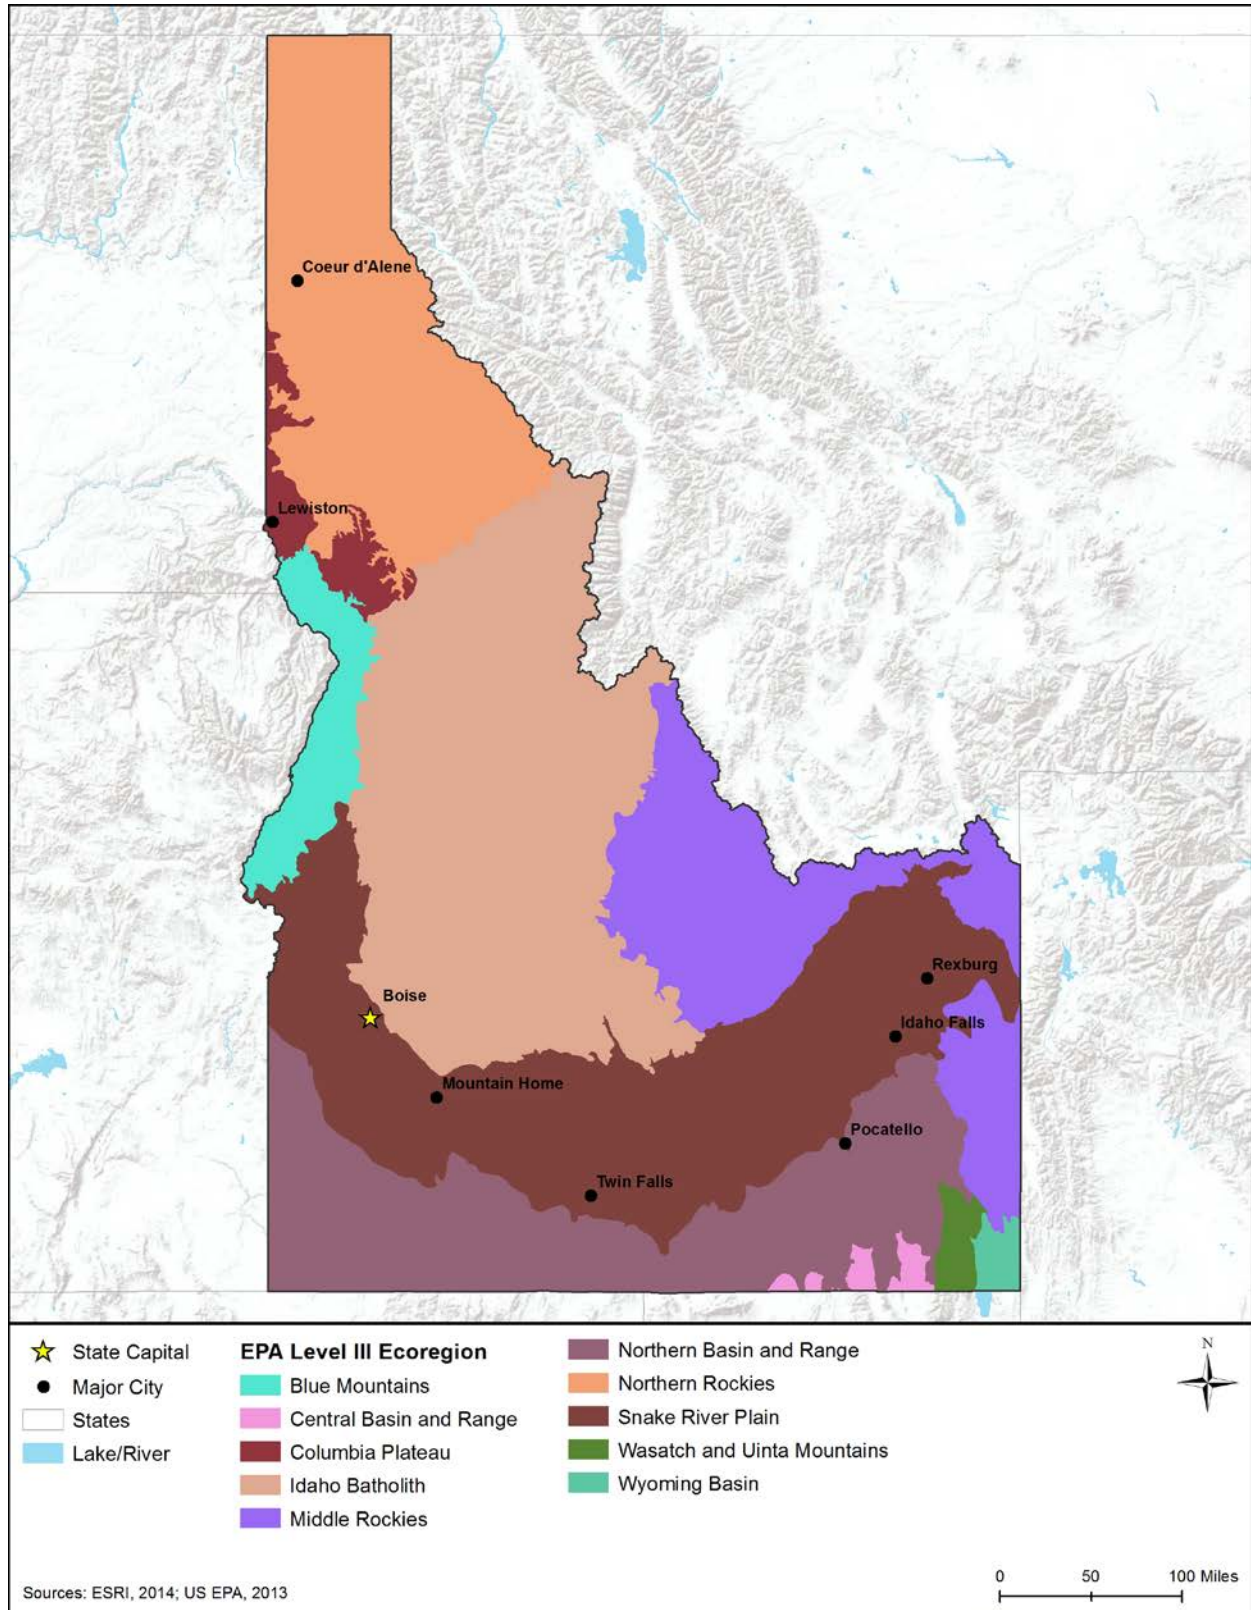 Coeur d'Alene
Lewiston
Rexburg
Boise
Idaho Falls
Mountain Home
Pocatello
Twin Falls
State Capital
Major City
States
Lake/River
EPA Level III Ecoregion
Blue Mountains
Central Basin and Range
Columbia Plateau
Idaho Batholith
Middle Rockies
Northern Basin and Range
Northern Rockies
Snake River Plain
Wasatch and Uinta Mountains
Wyoming Basin
N
0 50 100 Miles
Sources: ESRI, 2014; US EPA, 2013